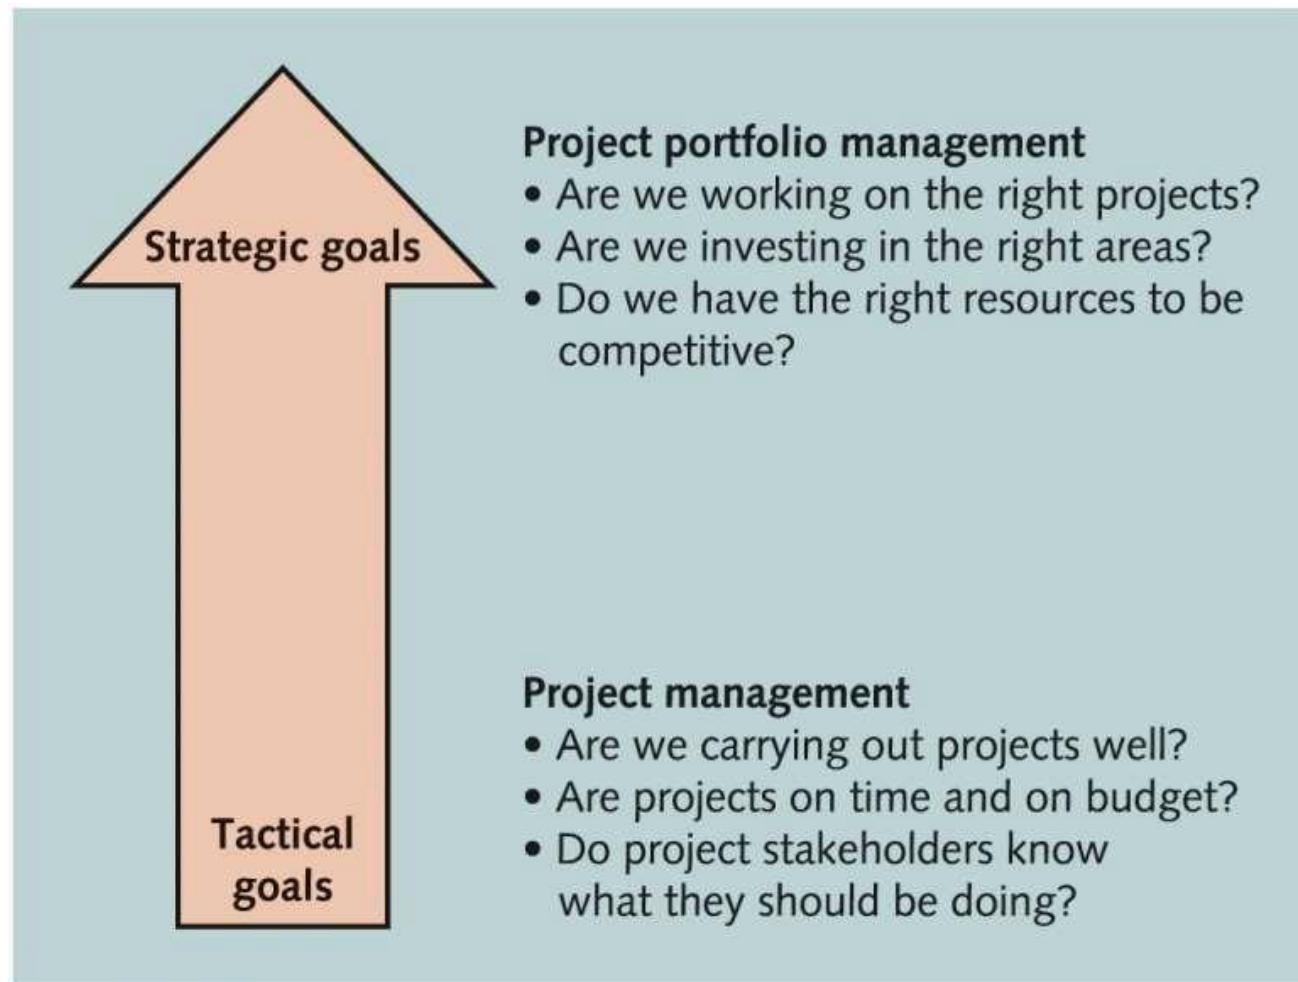 Strategic goals
Project portfolio management
• Are we working on the right projects?
• Are we investing in the right areas?
• Do we have the right resources to be
competitive?
Tactical
goals
Project management
• Are we carrying out projects well?
• Are projects on time and on budget?
• Do project stakeholders know
what they should be doing?